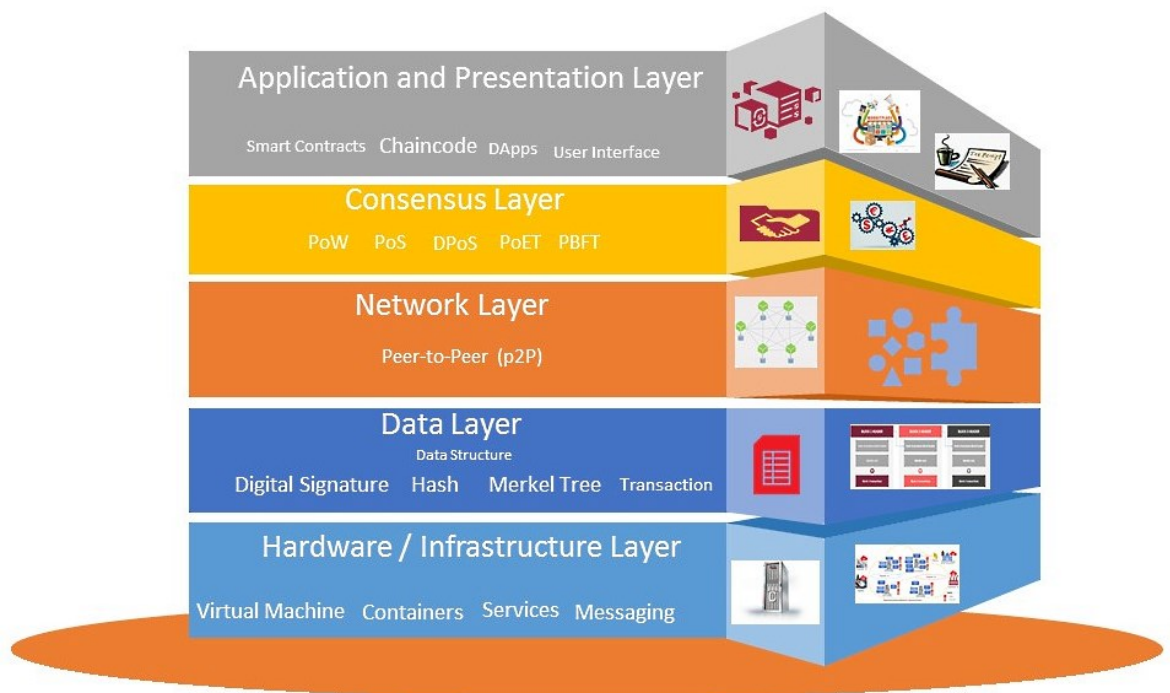 Application and Presentation Layer
Smart Contracts Chaincode DApps User Interface
Consensus Layer
PoW PoS DPoS PoET PBFT
Network Layer
Peer-to-Peer (p2P)
Data Layer
Data Structure
Digital Signature Hash Merkel Tree Transaction
Hardware / Infrastructure Layer
Virtual Machine Containers Services Messaging